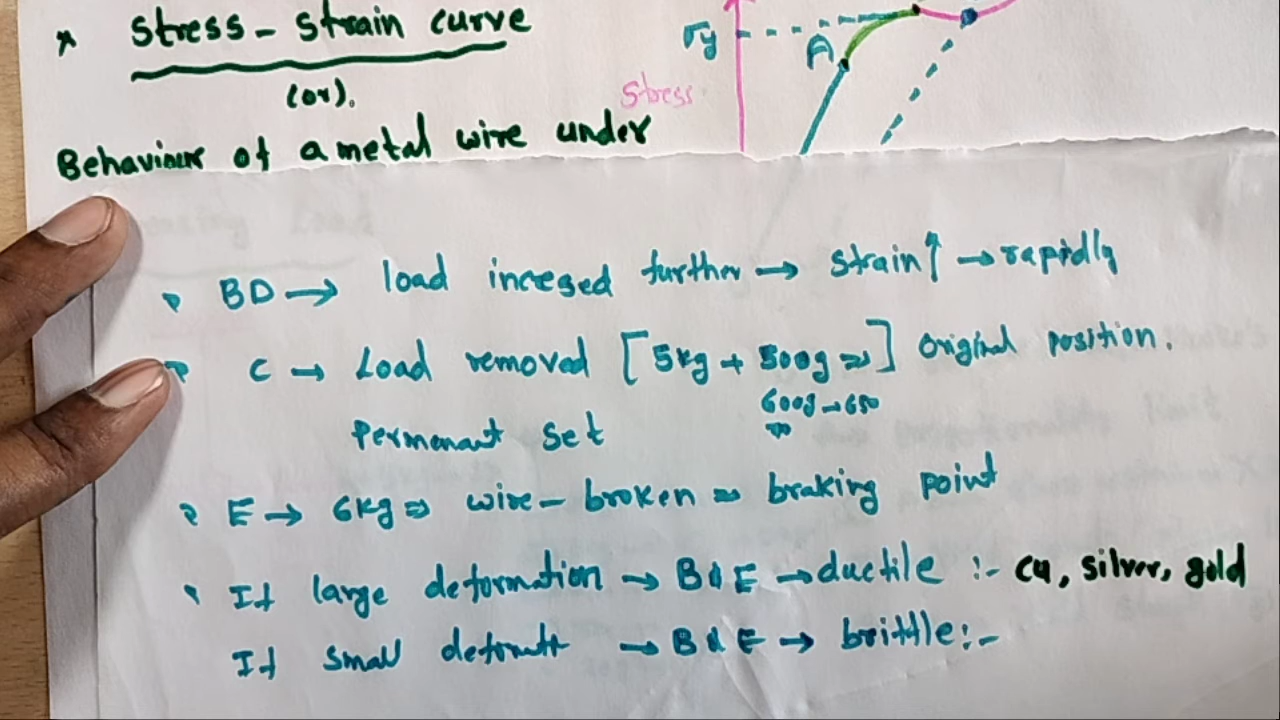 * stress - strain curve
(or).
Behaviour of a metal wire under
σy
A
stress
BD → load incresed further → strain↑ → rapidly
C → Load removed [5kg + 500g ⇒] original position.
600g → 650
permanant set
E → 6kg ⇒ wire - broken ⇒ braking point
If large deformation → B & E → ductile :- cu, silver, gold
If small → B & E → brittle :-